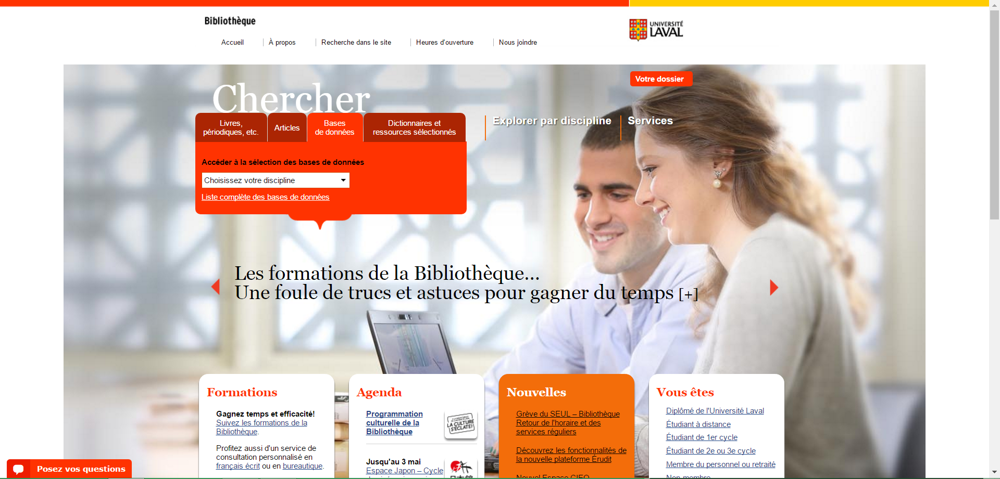 Bibliothèque
UNIVERSITÉ
LAVAL
Accueil
À propos
Recherche dans le site
Heures d'ouverture
Nous joindre
Votre dossier
Chercher
Livres,
périodiques, etc.
Articles
Bases
de données
Dictionnaires et
ressources sélectionnés
Explorer par discipline
Services
Accéder à la sélection des bases de données
Choisissez votre discipline
Liste complète des bases de données
Les formations de la Bibliothèque...
Une foule de trucs et astuces pour gagner du temps [+]
Formations
Gagnez temps et efficacité!
Suivez les formations de la
Bibliothèque.
Profitez aussi d'un service de
consultation personnalisé en
français écrit ou en bureautique.
Agenda
Programmation
culturelle de la
Bibliothèque
LA CULTURE
S'ÉCLATE!
Jusqu'au 3 mai
Espace Japon – Cycle
Nouvelles
Grève du SEUL – Bibliothèque
Retour de l'horaire et des
services réguliers
Découvrez les fonctionnalités de
la nouvelle plateforme Érudit
Nouvel Espace CIEQ
Vous êtes
Diplômé de l'Université Laval
Étudiant à distance
Étudiant de 1er cycle
Étudiant de 2e ou 3e cycle
Membre du personnel ou retraité
Non-membre
Posez vos questions